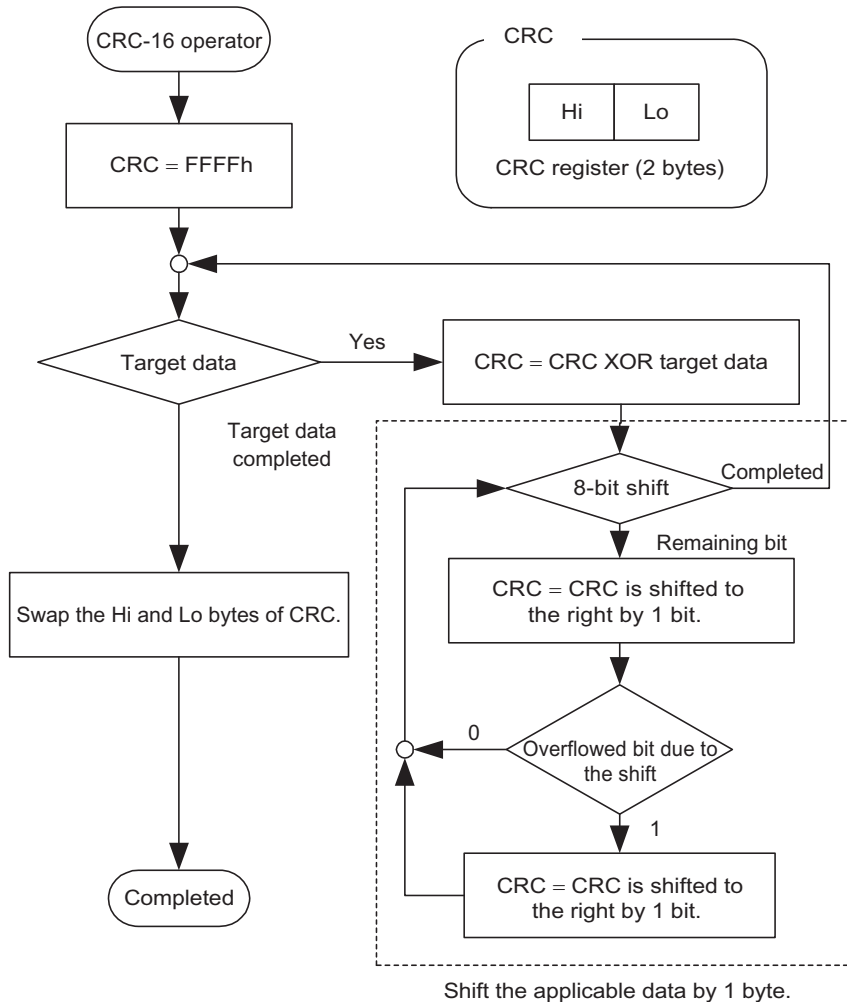 CRC-16 operator
CRC
Hi
Lo
CRC register (2 bytes)
CRC = FFFFh
Target data
Yes
CRC = CRC XOR target data
Target data
completed
8-bit shift
Completed
Remaining bit
CRC = CRC is shifted to
the right by 1 bit.
Swap the Hi and Lo bytes of CRC.
0
Overflowed bit due to
the shift
1
CRC = CRC is shifted to
the right by 1 bit.
Completed
Shift the applicable data by 1 byte.